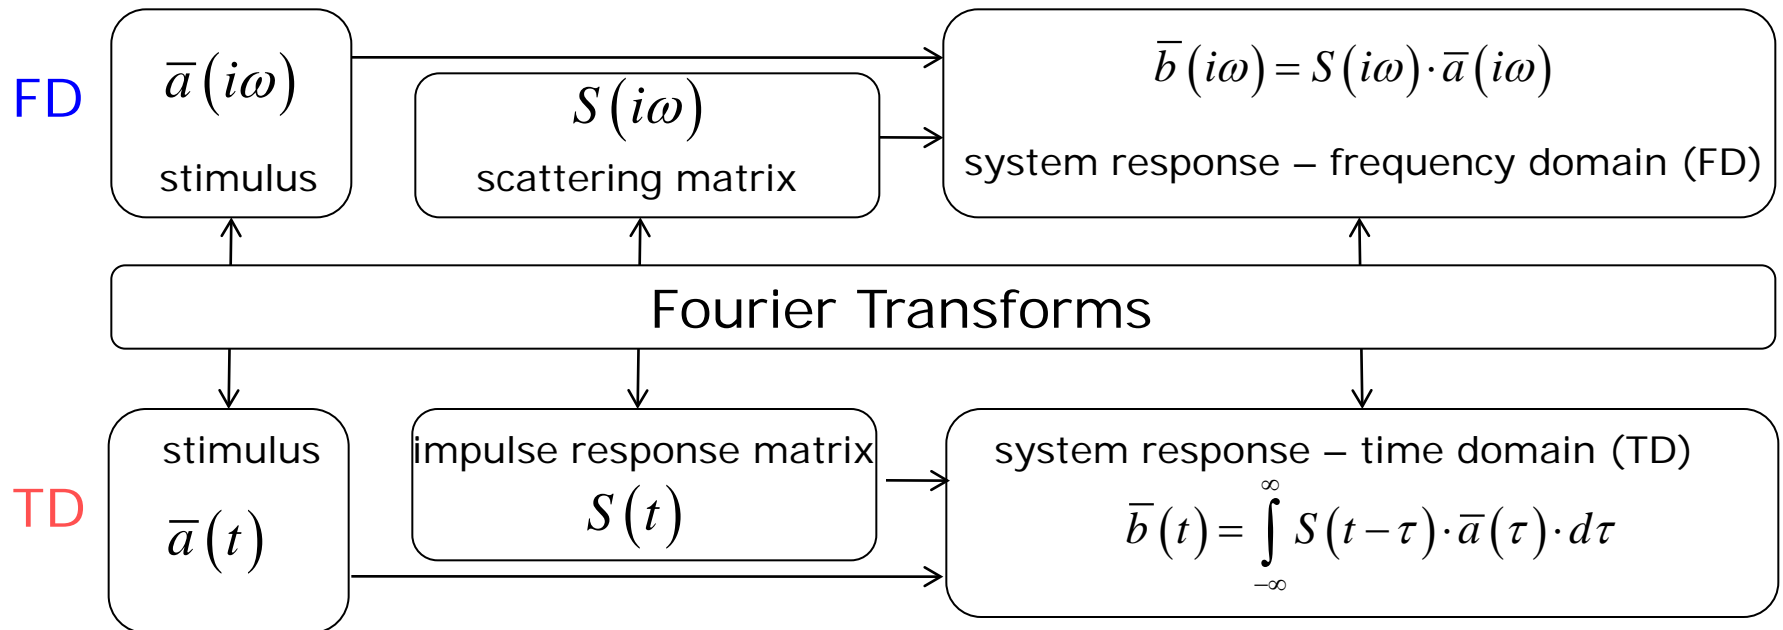 FD
a̅(iω)
stimulus
S(iω)
scattering matrix
b̅(iω) = S(iω)·a̅(iω)
system response – frequency domain (FD)
Fourier Transforms
TD
stimulus
a̅(t)
impulse response matrix
S(t)
system response – time domain (TD)
b̅(t) = ∫_{−∞}^{∞} S(t−τ)·a̅(τ)·dτ